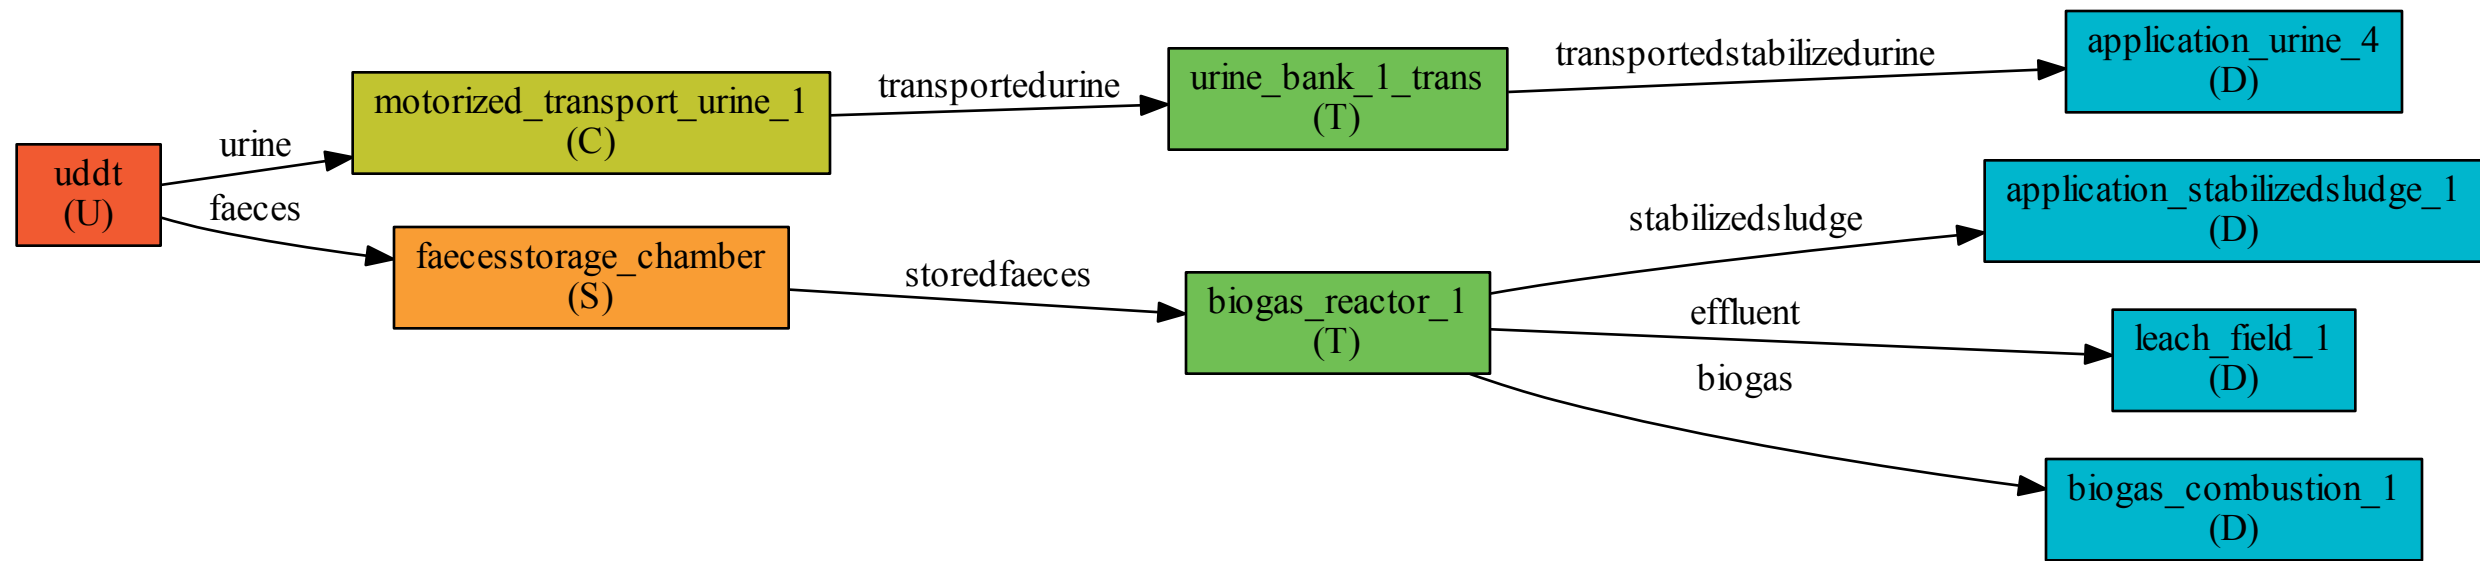 uddt
(U)
urine
faeces
motorized_transport_urine_1
(C)
faecesstorage_chamber
(S)
transportedurine
storedfaeces
urine_bank_1_trans
(T)
biogas_reactor_1
(T)
transportedstabilizedurine
stabilizedsludge
effluent
biogas
application_urine_4
(D)
application_stabilizedsludge_1
(D)
leach_field_1
(D)
biogas_combustion_1
(D)